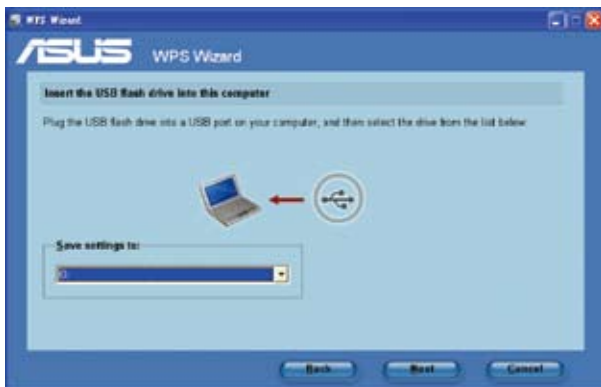 WPS Wizard
ASUS WPS Wizard
Insert the USB flash drive into this computer
Plug the USB flash drive into a USB port on your computer, and then select the drive from the list below.
Save settings to:
Back Next Cancel